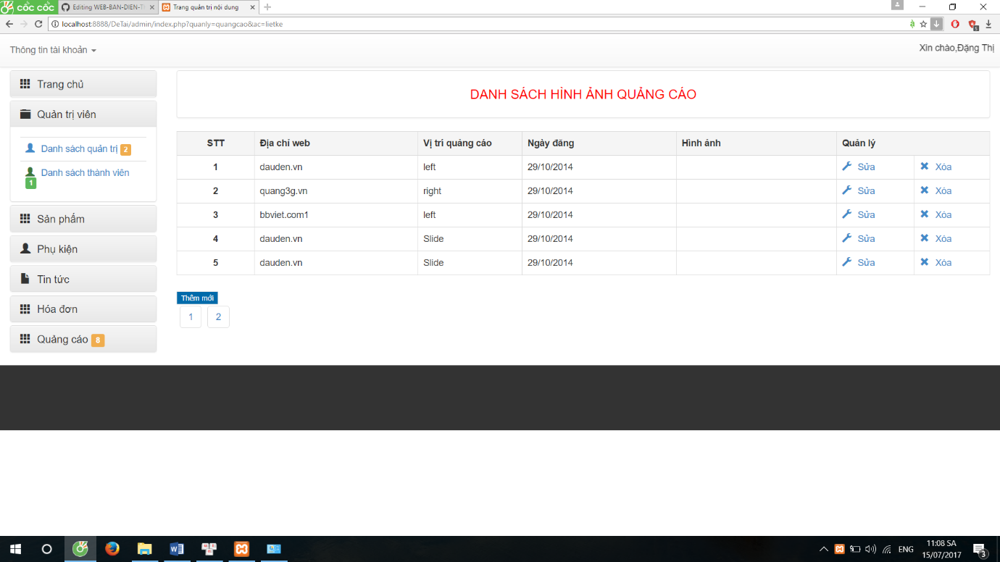 cốc cốc
Editing WEB-BAN-DIEN-T
Trang quản trị nội dung
localhost:8888/DeTai/admin/index.php?quanly=quangcao&ac=lietke
5
Thông tin tài khoản
Xin chào,Đặng Thị
Trang chủ
Quản trị viên
Danh sách quản trị 2
Danh sách thành viên
1
Sản phẩm
Phụ kiện
Tin tức
Hóa đơn
Quảng cáo 8
DANH SÁCH HÌNH ẢNH QUẢNG CÁO
STT Địa chỉ web Vị trí quảng cáo Ngày đăng Hình ảnh Quản lý
1 dauden.vn left 29/10/2014 Sửa Xóa
2 quang3g.vn right 29/10/2014 Sửa Xóa
3 bbviet.com1 left 29/10/2014 Sửa Xóa
4 dauden.vn Slide 29/10/2014 Sửa Xóa
5 dauden.vn Slide 29/10/2014 Sửa Xóa
Thêm mới
1 2
ENG
11:08 SA
15/07/2017
3